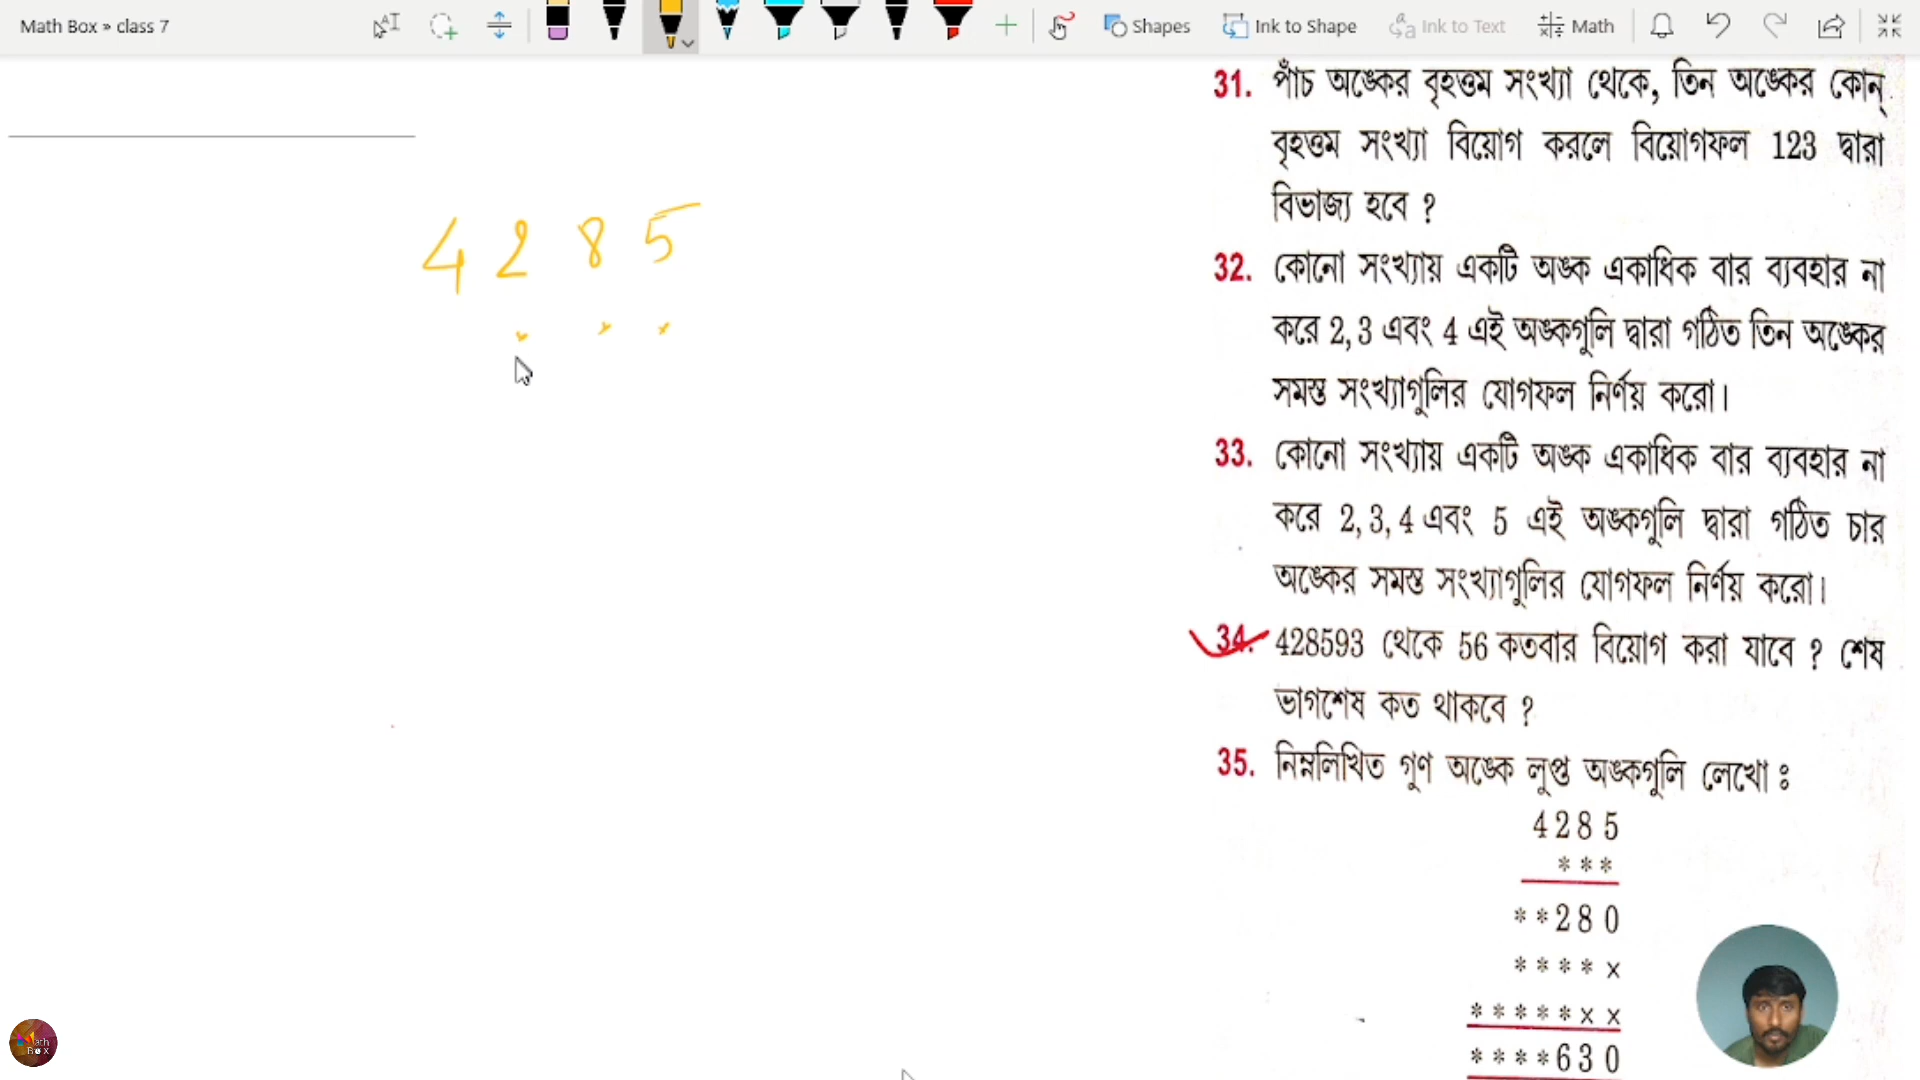 Math Box » class 7
Shapes
Ink to Shape
Ink to Text
Math
4 2 8 5
* * *
31. পাঁচ অঙ্কের বৃহত্তম সংখ্যা থেকে, তিন অঙ্কের কোন্
বৃহত্তম সংখ্যা বিয়োগ করলে বিয়োগফল 123 দ্বারা
বিভাজ্য হবে ?
32. কোনো সংখ্যায় একটি অঙ্ক একাধিক বার ব্যবহার না
করে 2, 3 এবং 4 এই অঙ্কগুলি দ্বারা গঠিত তিন অঙ্কের
সমস্ত সংখ্যাগুলির যোগফল নির্ণয় করো।
33. কোনো সংখ্যায় একটি অঙ্ক একাধিক বার ব্যবহার না
করে 2, 3, 4 এবং 5 এই অঙ্কগুলি দ্বারা গঠিত চার
অঙ্কের সমস্ত সংখ্যাগুলির যোগফল নির্ণয় করো।
34. 428593 থেকে 56 কতবার বিয়োগ করা যাবে ? শেষ
ভাগশেষ কত থাকবে ?
35. নিম্নলিখিত গুণ অঙ্কে লুপ্ত অঙ্কগুলি লেখো ঃ
4 2 8 5
* * *
* * 2 8 0
* * * * x
* * * * * x x
* * * * 6 3 0
Math
Box